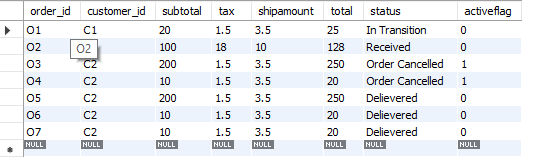 order_id customer_id subtotal tax shipamount total status activeflag
O1 C1 20 1.5 3.5 25 In Transition 0
O2 100 18 10 128 Received 0
O2
O3 C2 200 1.5 3.5 250 Order Cancelled 1
O4 C2 10 1.5 3.5 20 Order Cancelled 1
O5 C2 200 1.5 3.5 250 Delievered 0
O6 C2 10 1.5 3.5 20 Delievered 0
O7 C2 10 1.5 3.5 20 Delievered 0
NULL NULL NULL NULL NULL NULL NULL NULL